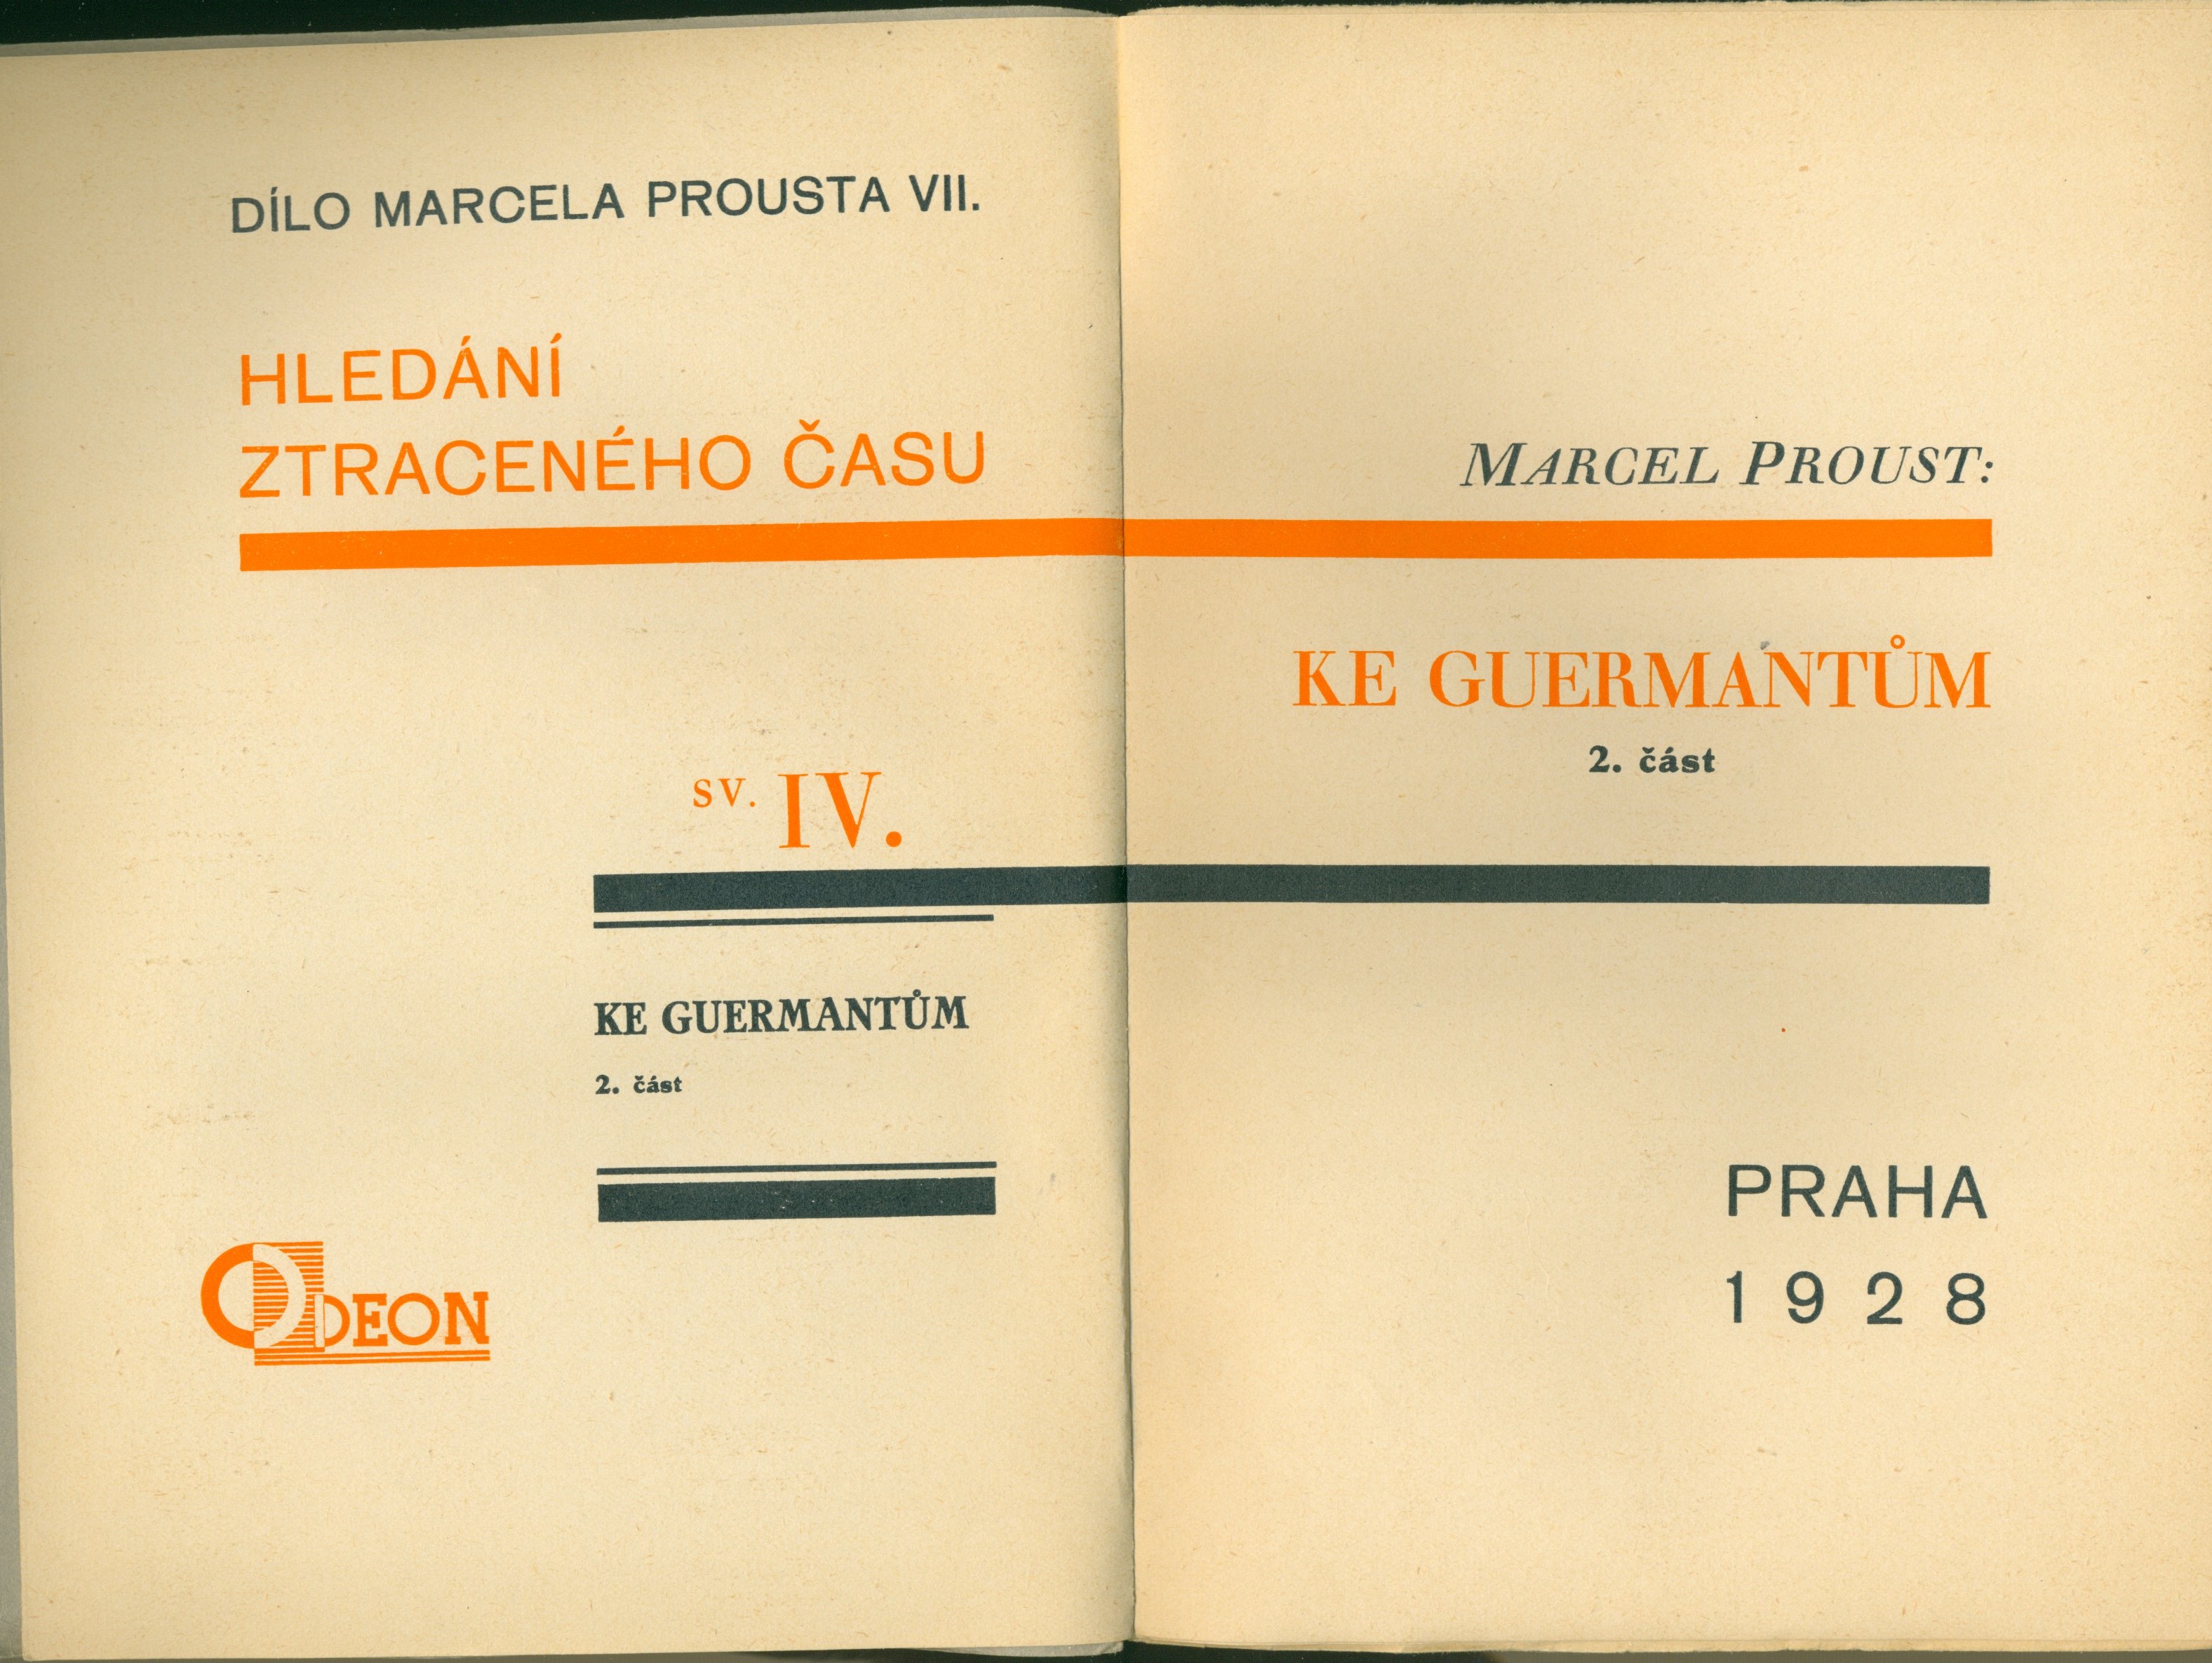 DÍLO MARCELA PROUSTA VII.
HLEDÁNÍ
ZTRACENÉHO ČASU
SV. IV.
KE GUERMANTŮM
2. část
ODEON
MARCEL PROUST:
KE GUERMANTŮM
2. část
PRAHA
1928